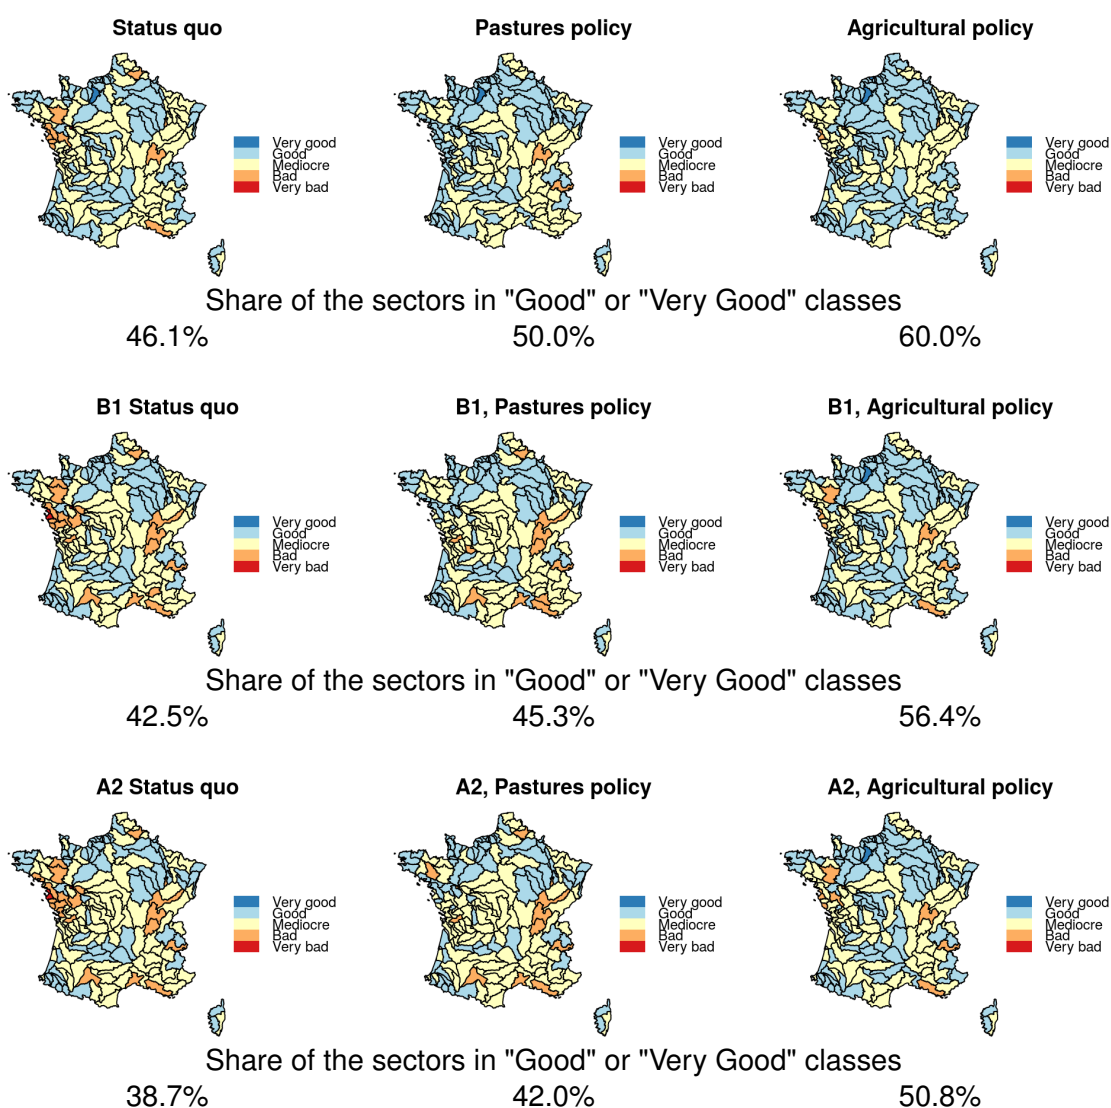 Status quo
Pastures policy
Agricultural policy
Very good
Good
Mediocre
Bad
Very bad
Very good
Good
Mediocre
Bad
Very bad
Very good
Good
Mediocre
Bad
Very bad
Share of the sectors in "Good" or "Very Good" classes
46.1%
50.0%
60.0%
B1 Status quo
B1, Pastures policy
B1, Agricultural policy
Very good
Good
Mediocre
Bad
Very bad
Very good
Good
Mediocre
Bad
Very bad
Very good
Good
Mediocre
Bad
Very bad
Share of the sectors in "Good" or "Very Good" classes
42.5%
45.3%
56.4%
A2 Status quo
A2, Pastures policy
A2, Agricultural policy
Very good
Good
Mediocre
Bad
Very bad
Very good
Good
Mediocre
Bad
Very bad
Very good
Good
Mediocre
Bad
Very bad
Share of the sectors in "Good" or "Very Good" classes
38.7%
42.0%
50.8%